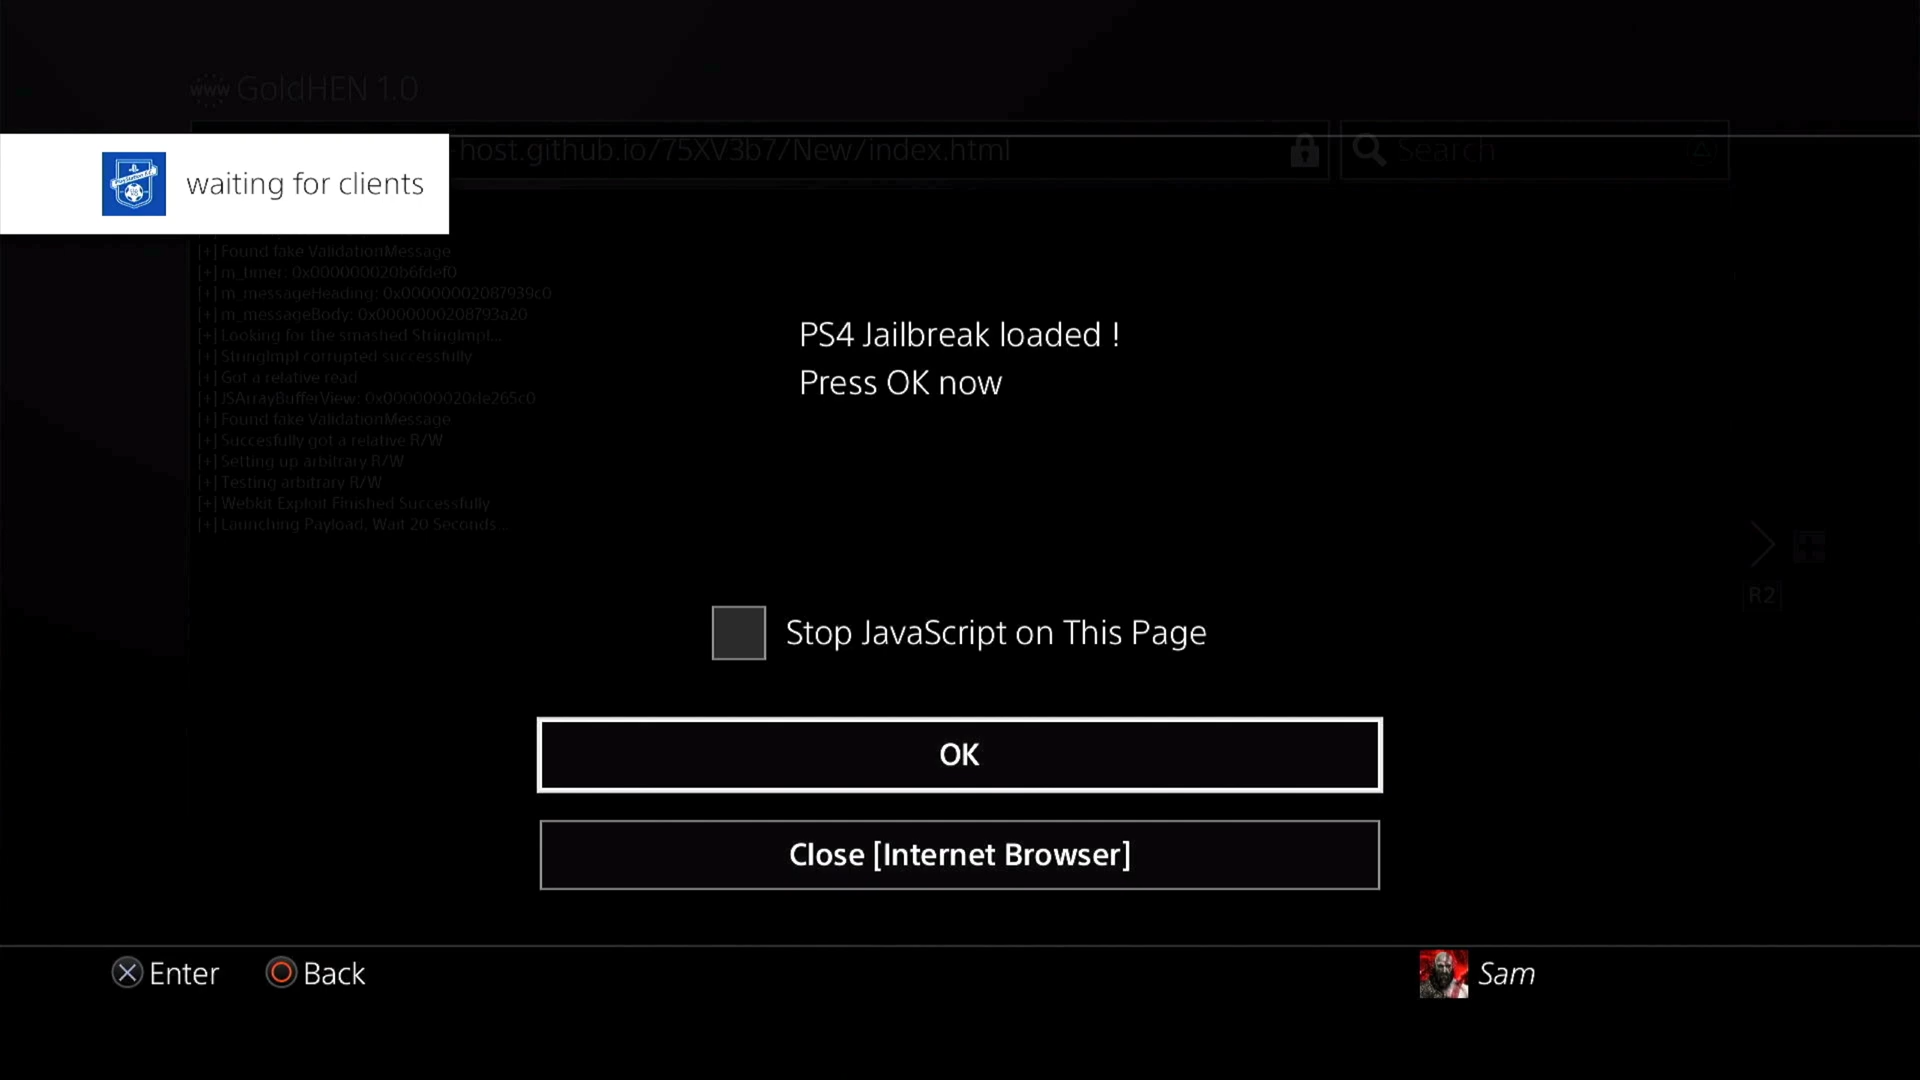 www GoldHEN 1.0
-host.github.io/75XV3b7/New/index.html
Search
waiting for clients
[+] Found fake ValidationMessage
[+] m_timer: 0x000000020b6fdef0
[+] m_messageHeading: 0x00000002087939c0
[+] m_messageBody: 0x0000000208793a20
[+] Looking for the smashed StringImpl...
[+] StringImpl corrupted successfully
[+] Got a relative read
[+] JSArrayBufferView: 0x000000020de265c0
[+] Found fake ValidationMessage
[+] Succesfully got a relative R/W
[+] Setting up arbitrary R/W
[+] Testing arbitrary R/W
[+] Webkit Exploit Finished Successfully
[+] Launching Payload, Wait 20 Seconds...
PS4 Jailbreak loaded !
Press OK now
R2
Stop JavaScript on This Page
OK
Close [Internet Browser]
Enter
Back
Sam